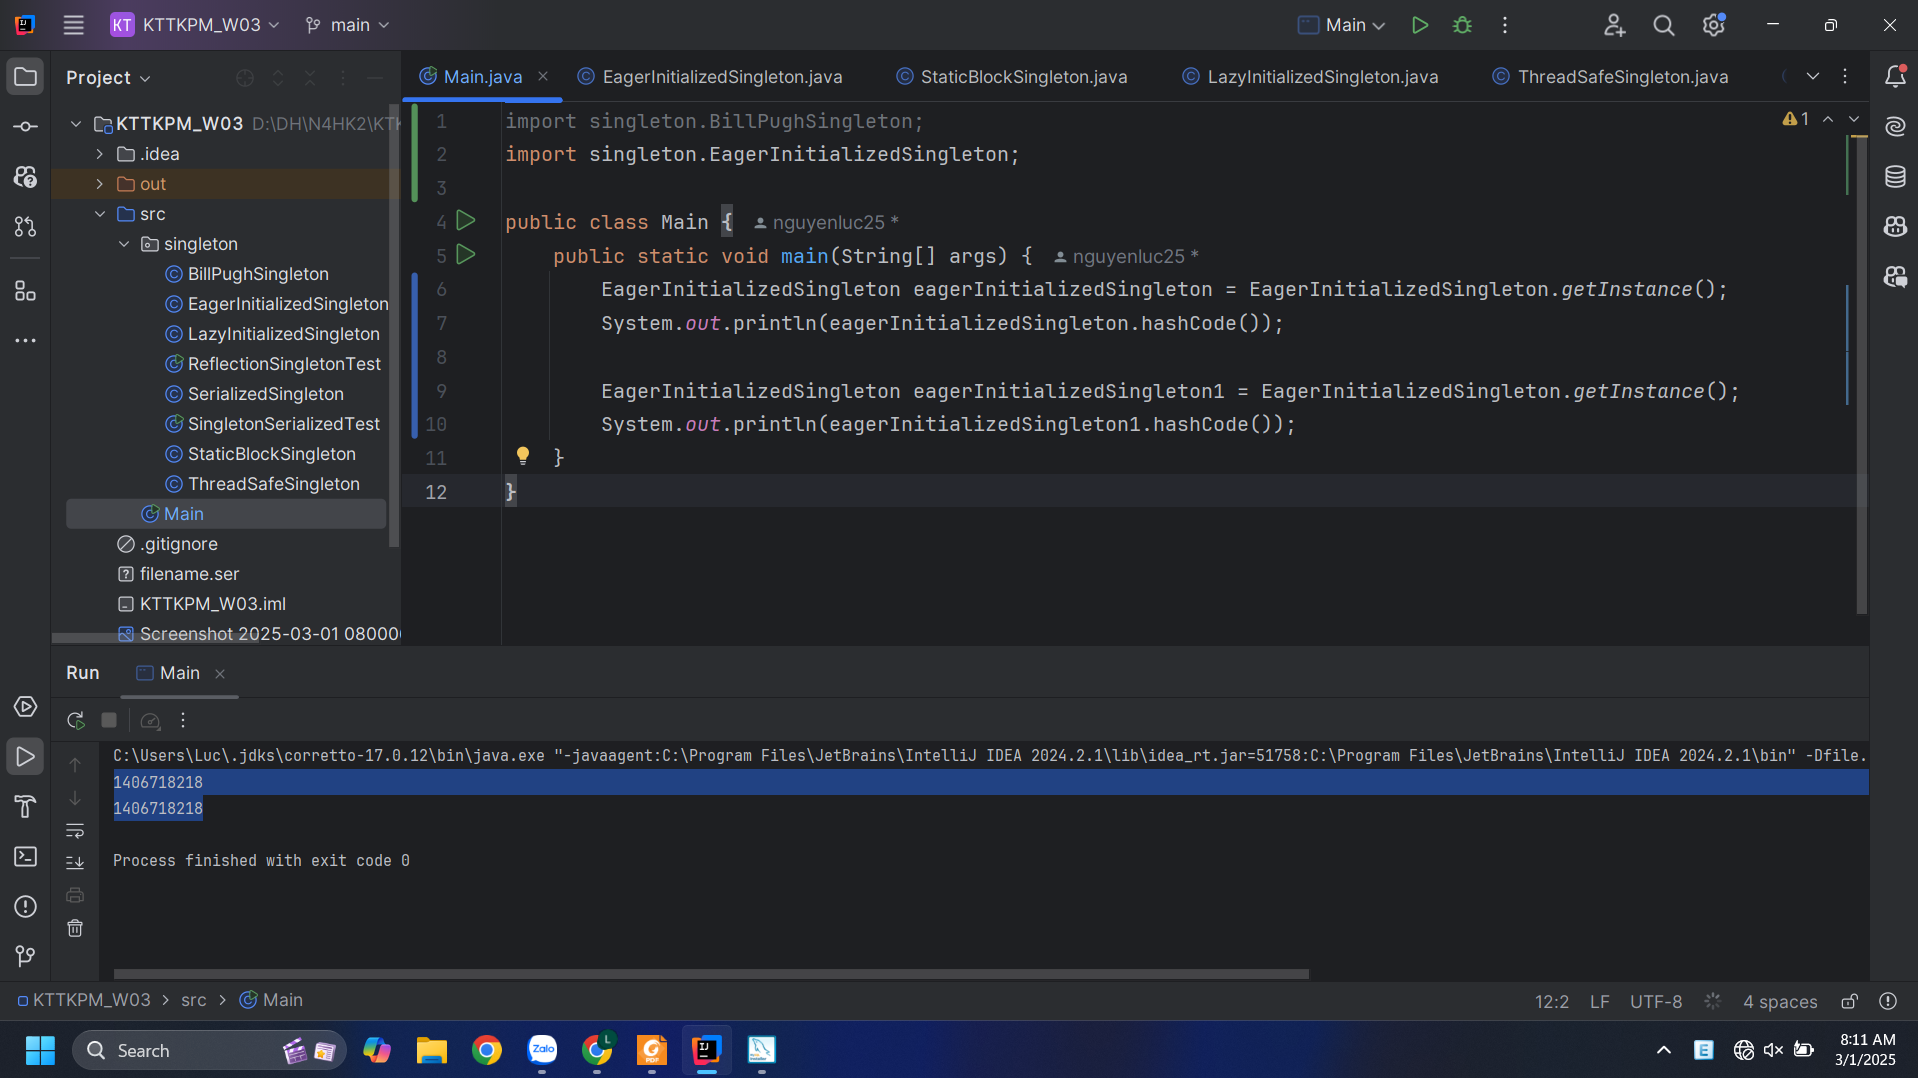 KT KTTKPM_W03 main Main
Project
Main.java EagerInitializedSingleton.java StaticBlockSingleton.java LazyInitializedSingleton.java ThreadSafeSingleton.java
KTTKPM_W03 D:\DH\N4HK2\KTK
.idea
out
src
singleton
BillPughSingleton
EagerInitializedSingleton
LazyInitializedSingleton
ReflectionSingletonTest
SerializedSingleton
SingletonSerializedTest
StaticBlockSingleton
ThreadSafeSingleton
Main
.gitignore
filename.ser
KTTKPM_W03.iml
Screenshot 2025-03-01 08000
1 import singleton.BillPughSingleton;
2 import singleton.EagerInitializedSingleton;
3
4 public class Main { nguyenluc25 *
5 public static void main(String[] args) { nguyenluc25 *
6 EagerInitializedSingleton eagerInitializedSingleton = EagerInitializedSingleton.getInstance();
7 System.out.println(eagerInitializedSingleton.hashCode());
8
9 EagerInitializedSingleton eagerInitializedSingleton1 = EagerInitializedSingleton.getInstance();
10 System.out.println(eagerInitializedSingleton1.hashCode());
11 }
12 }
1
Run Main
C:\Users\Luc\.jdks\corretto-17.0.12\bin\java.exe "-javaagent:C:\Program Files\JetBrains\IntelliJ IDEA 2024.2.1\lib\idea_rt.jar=51758:C:\Program Files\JetBrains\IntelliJ IDEA 2024.2.1\bin" -Dfile.
1406718218
1406718218
Process finished with exit code 0
KTTKPM_W03 > src > Main
12:2 LF UTF-8 4 spaces
Search
Zalo
L
PDF
E
8:11 AM
3/1/2025